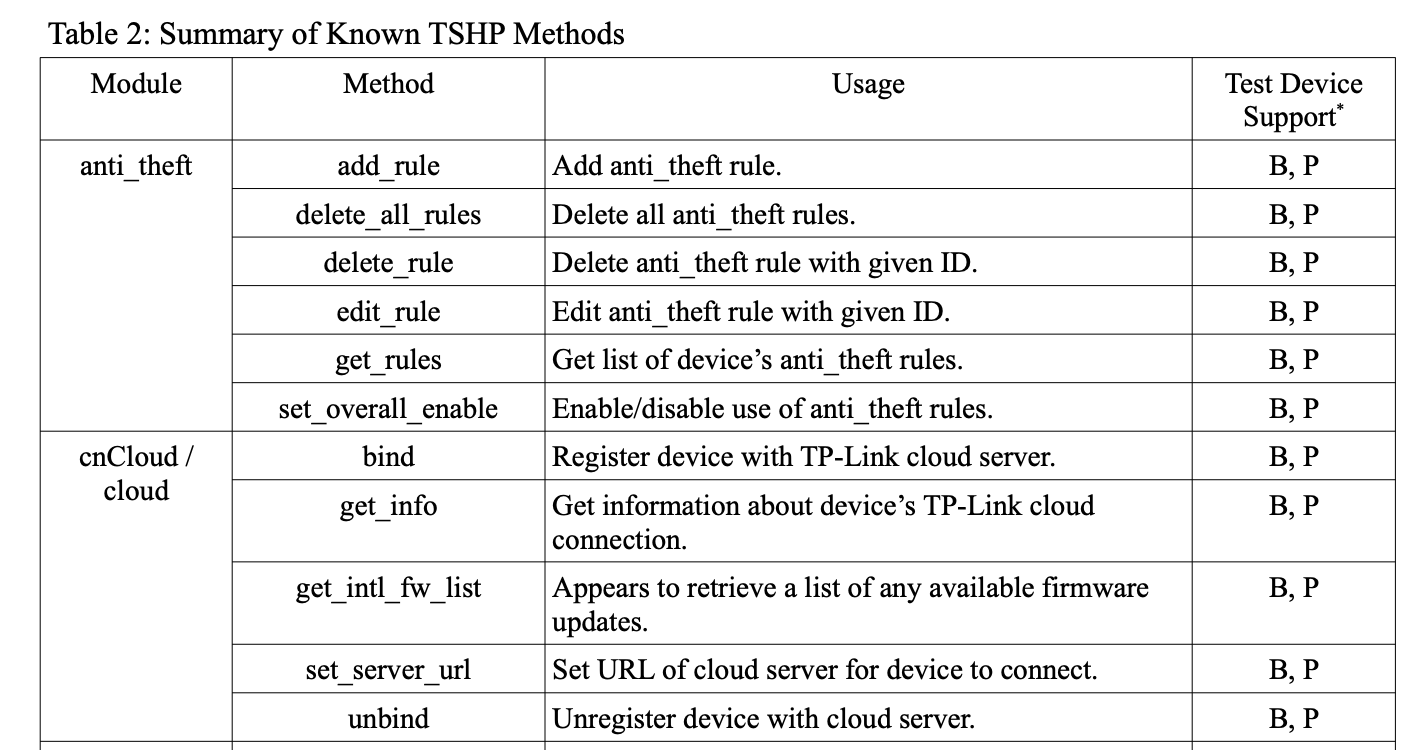 Table 2: Summary of Known TSHP Methods
Module Method Usage Test Device
Support*
anti_theft add_rule Add anti_theft rule. B, P
delete_all_rules Delete all anti_theft rules. B, P
delete_rule Delete anti_theft rule with given ID. B, P
edit_rule Edit anti_theft rule with given ID. B, P
get_rules Get list of device’s anti_theft rules. B, P
set_overall_enable Enable/disable use of anti_theft rules. B, P
cnCloud / bind Register device with TP-Link cloud server. B, P
cloud
get_info Get information about device’s TP-Link cloud B, P
connection.
get_intl_fw_list Appears to retrieve a list of any available firmware B, P
updates.
set_server_url Set URL of cloud server for device to connect. B, P
unbind Unregister device with cloud server. B, P